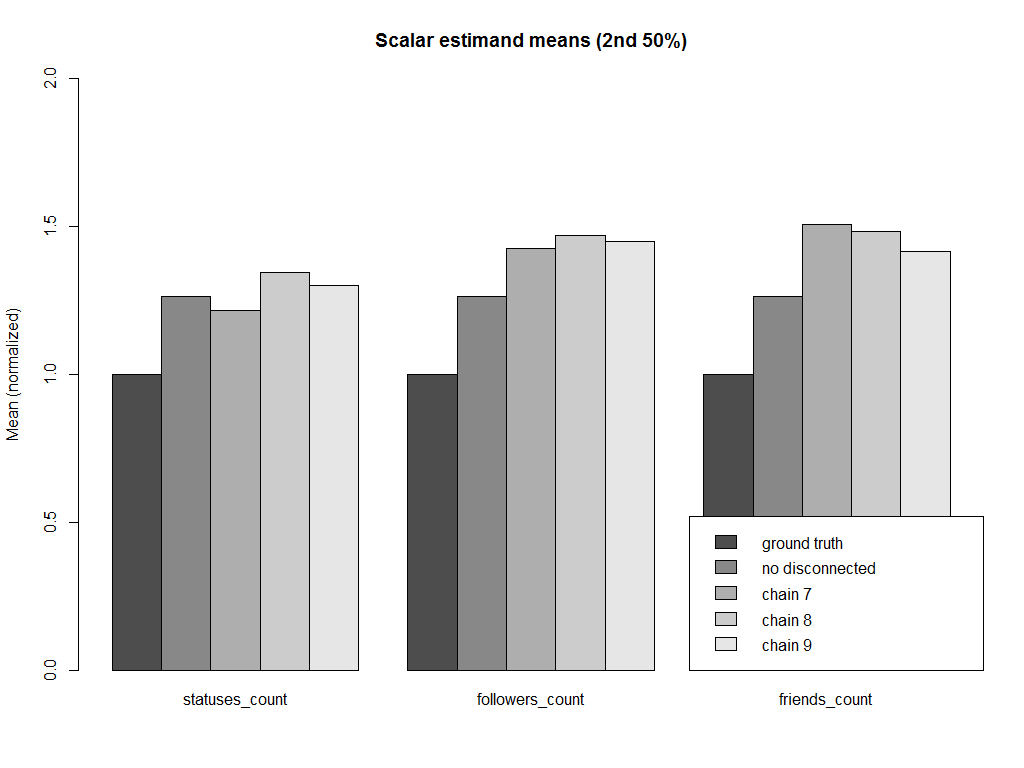 Scalar estimand means (2nd 50%)
Mean (normalized)
2.0
1.5
1.0
0.5
0.0
ground truth
no disconnected
chain 7
chain 8
chain 9
statuses_count
followers_count
friends_count